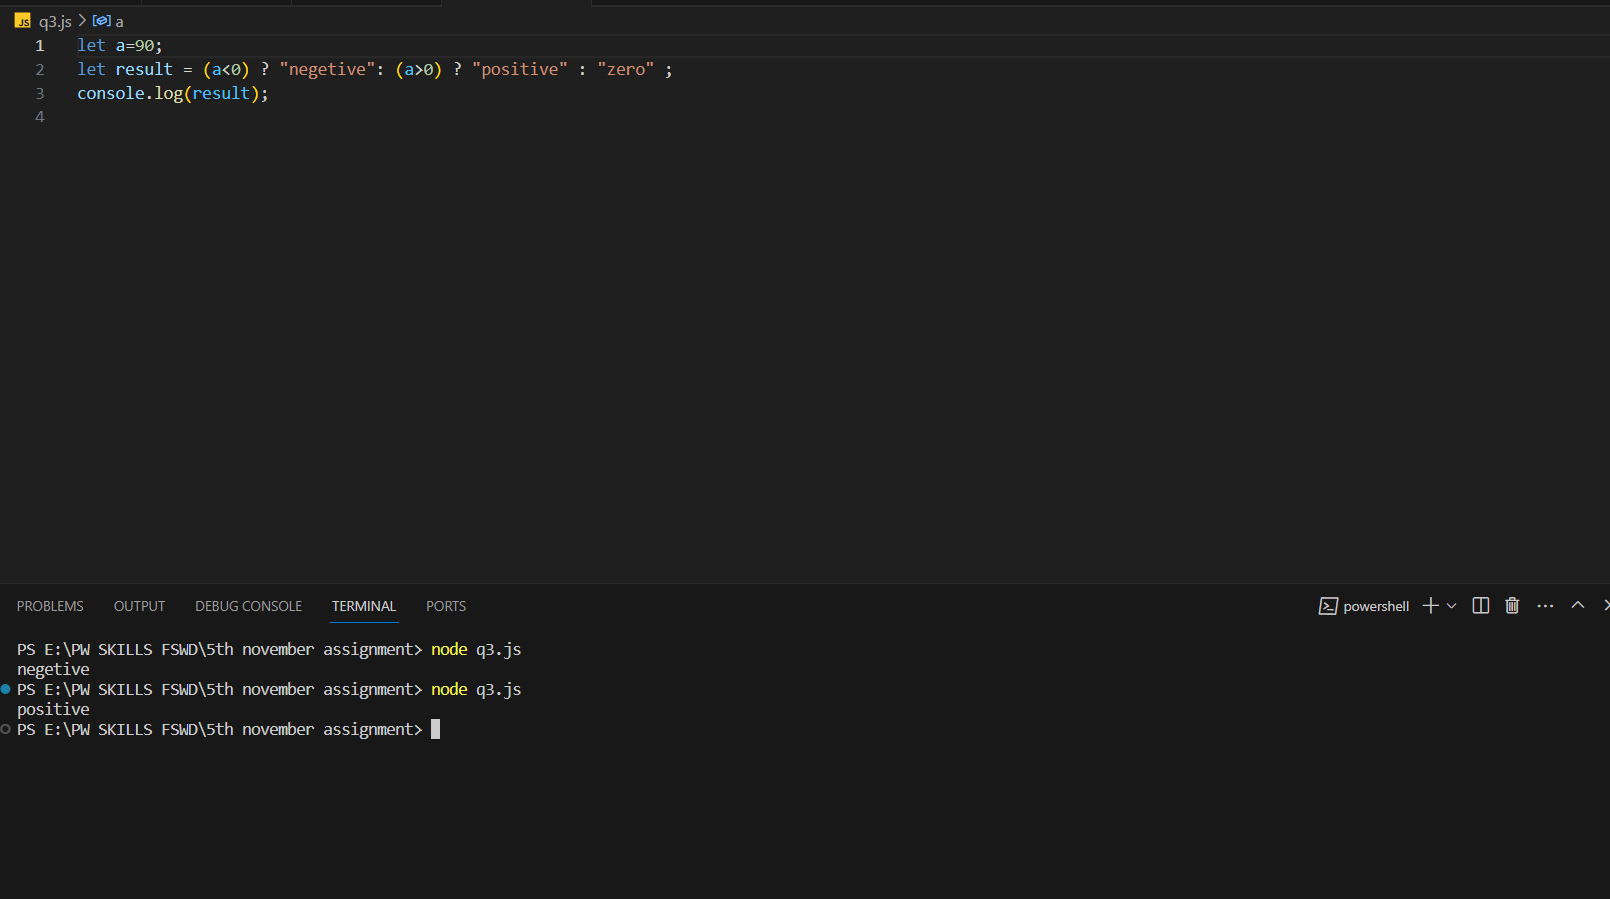 JS q3.js > a
1 let a=90;
2 let result = (a<0) ? "negetive": (a>0) ? "positive" : "zero" ;
3 console.log(result);
4
PROBLEMS OUTPUT DEBUG CONSOLE TERMINAL PORTS powershell
PS E:\PW SKILLS FSWD\5th november assignment> node q3.js
negetive
PS E:\PW SKILLS FSWD\5th november assignment> node q3.js
positive
PS E:\PW SKILLS FSWD\5th november assignment>